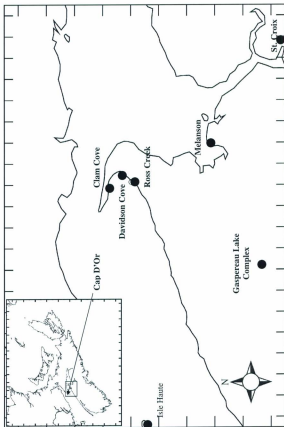 Cap D'Or
Clam Cove
Davidson Cove
Ross Creek
Isle Haute
Melanson
St. Croix
Gaspereau Lake
Complex
N